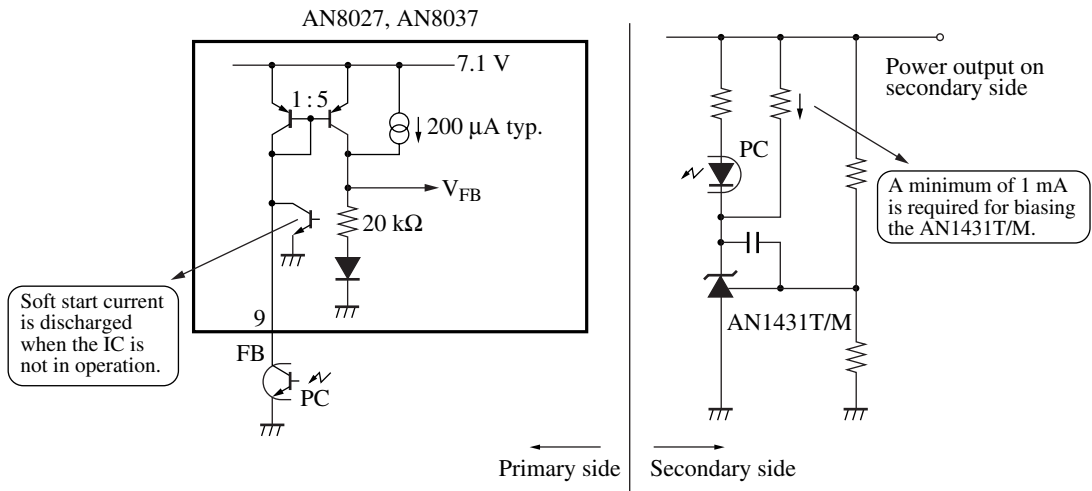 AN8027, AN8037
7.1 V
1 : 5
200 μA typ.
V_FB
20 kΩ
Soft start current
is discharged
when the IC is
not in operation.
9
FB
PC
Primary side
Power output on
secondary side
PC
A minimum of 1 mA
is required for biasing
the AN1431T/M.
AN1431T/M
Secondary side